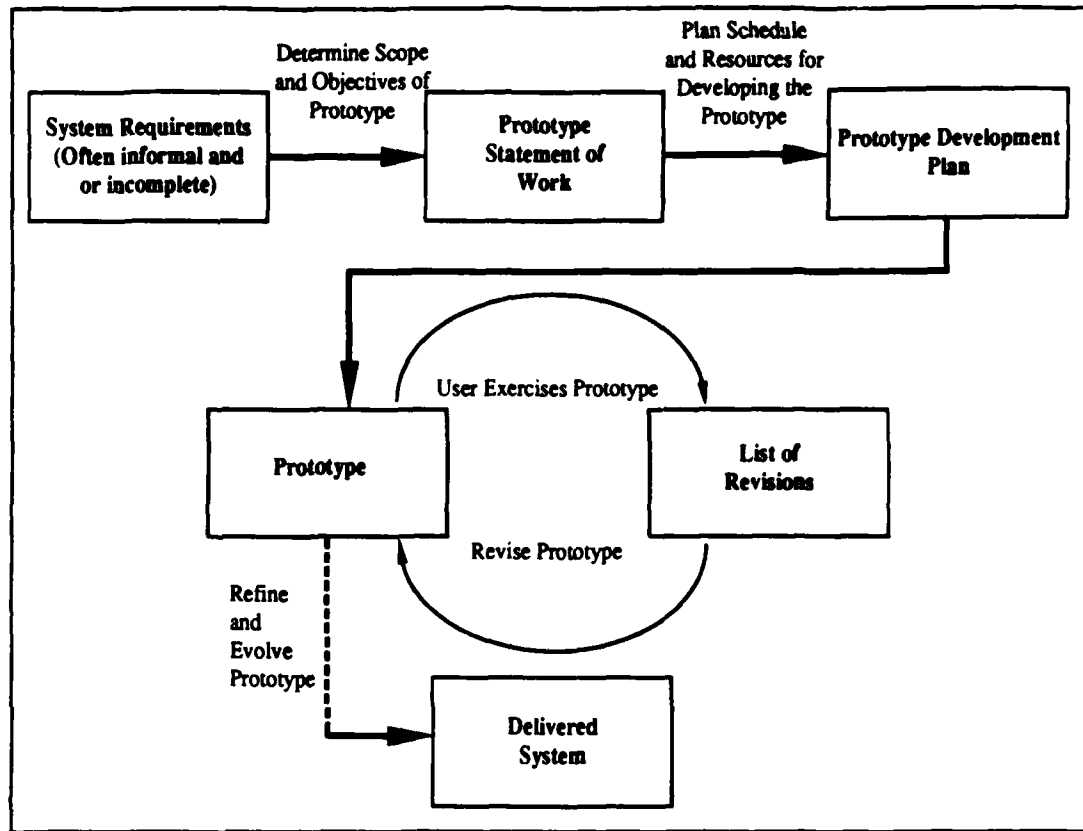 Determine Scope
and Objectives of
Prototype
Plan Schedule
and Resources for
Developing the
Prototype
System Requirements
(Often informal and
or incomplete)
Prototype
Statement of
Work
Prototype Development
Plan
User Exercises Prototype
Prototype
List of
Revisions
Revise Prototype
Refine
and
Evolve
Prototype
Delivered
System